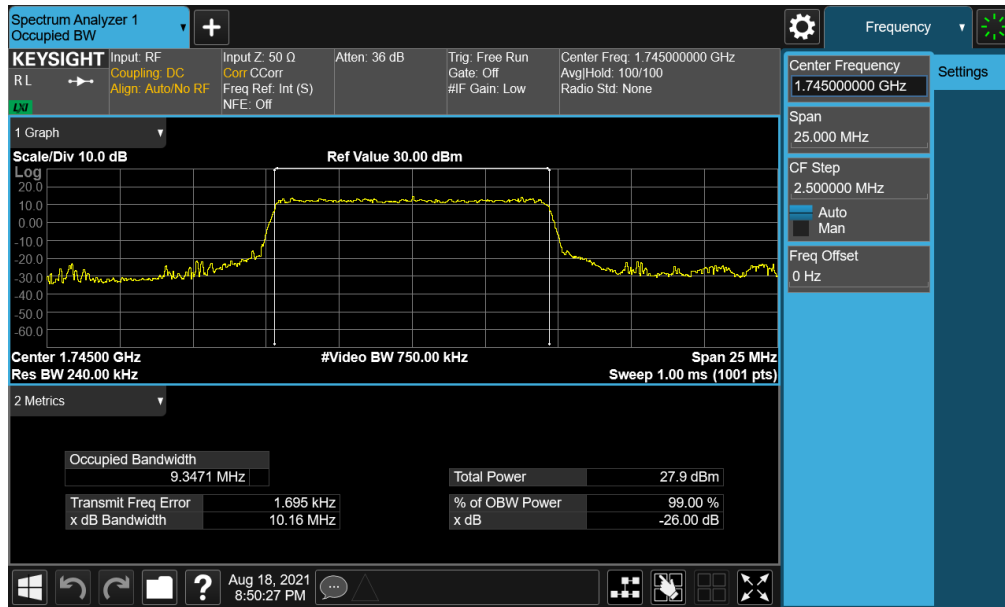 Spectrum Analyzer 1
Occupied BW
+
Frequency
KEYSIGHT
R L
LXI
Input: RF
Coupling: DC
Align: Auto/No RF
Input Z: 50 Ω
Corr CCorr
Freq Ref: Int (S)
NFE: Off
Atten: 36 dB
Trig: Free Run
Gate: Off
#IF Gain: Low
Center Freq: 1.745000000 GHz
Avg|Hold: 100/100
Radio Std: None
Center Frequency
1.745000000 GHz
Settings
Span
25.000 MHz
CF Step
2.500000 MHz
Auto
Man
Freq Offset
0 Hz
1 Graph
Scale/Div 10.0 dB
Ref Value 30.00 dBm
Log
20.0
10.0
0.00
-10.0
-20.0
-30.0
-40.0
-50.0
-60.0
Center 1.74500 GHz
#Video BW 750.00 kHz
Span 25 MHz
Res BW 240.00 kHz
Sweep 1.00 ms (1001 pts)
2 Metrics
Occupied Bandwidth
9.3471 MHz
Total Power 27.9 dBm
Transmit Freq Error 1.695 kHz
% of OBW Power 99.00 %
x dB Bandwidth 10.16 MHz
x dB -26.00 dB
?
Aug 18, 2021
8:50:27 PM